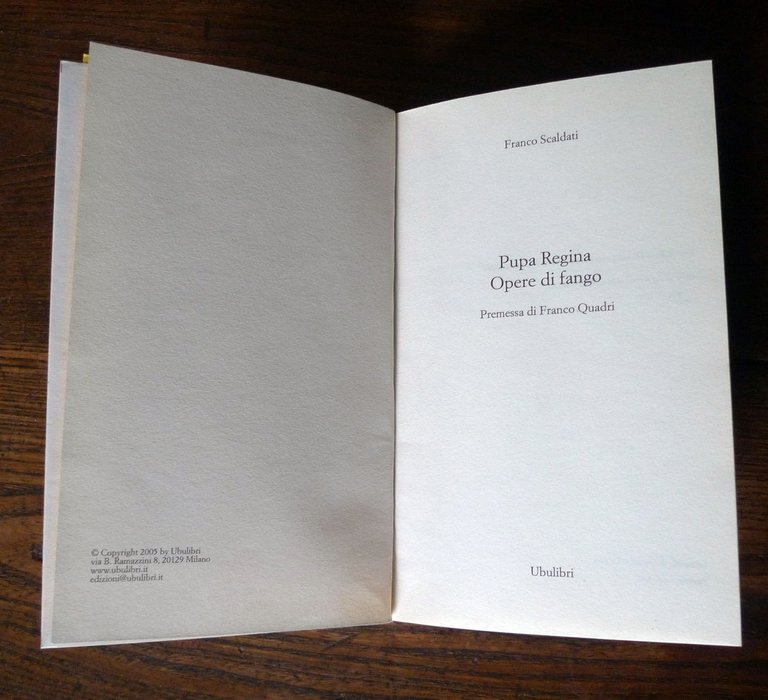 © Copyright 2005 by Ubulibri
via B. Ramazzini 8, 20129 Milano
www.ubulibri.it
edizioni@ubulibri.it
Franco Scaldati
Pupa Regina
Opere di fango
Premessa di Franco Quadri
Ubulibri